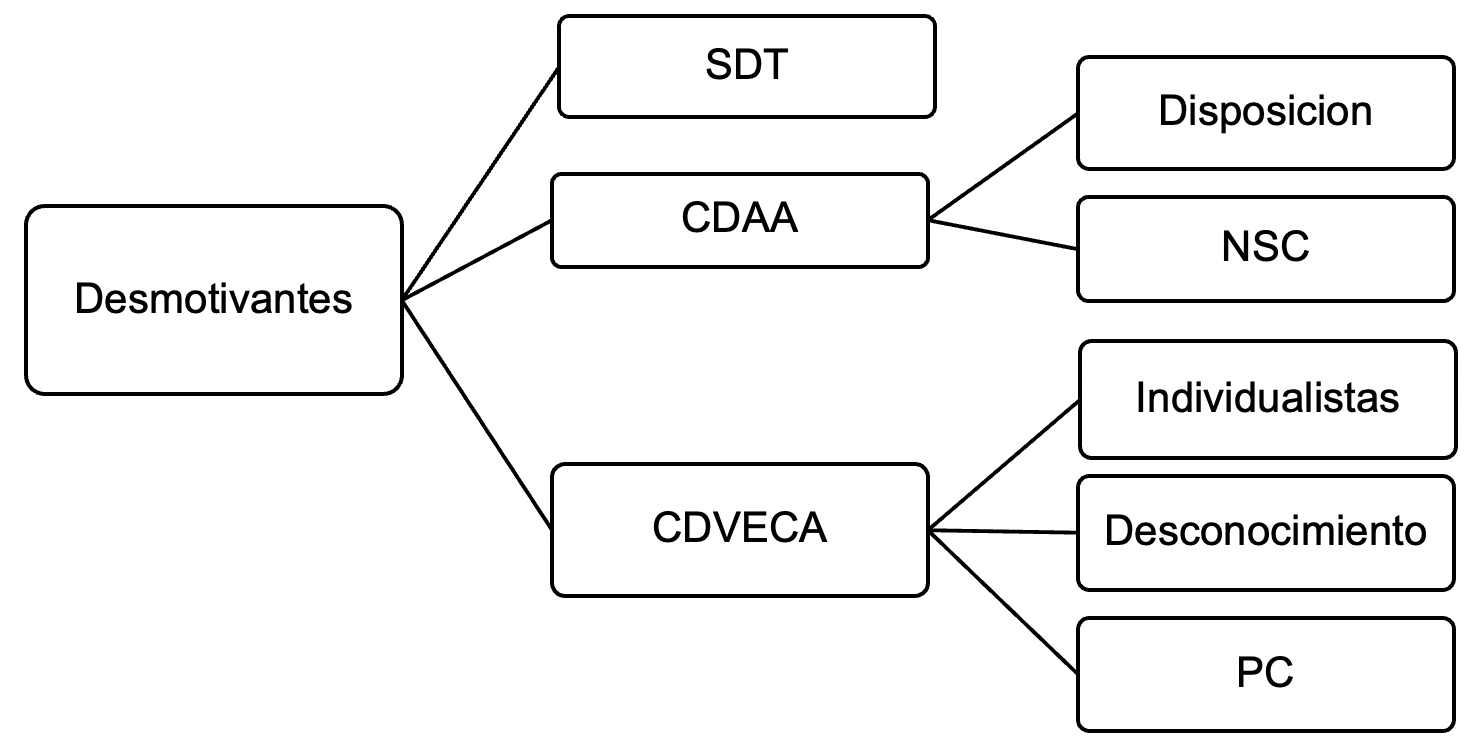 Desmotivantes
SDT
CDAA
CDVECA
Disposicion
NSC
Individualistas
Desconocimiento
PC